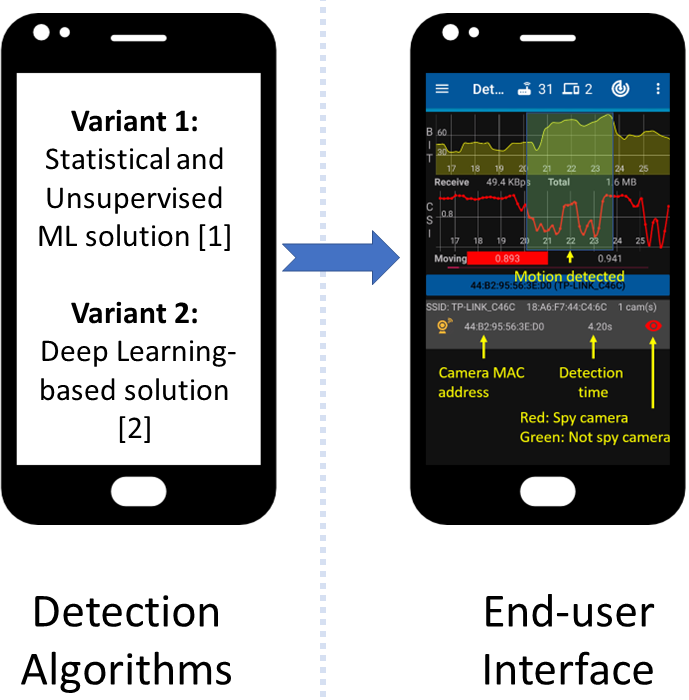 Variant 1:
Statistical and
Unsupervised
ML solution [1]
Variant 2:
Deep Learning-
based solution
[2]
Detection
Algorithms
Det... 31 2
BIT
60
30
17 18 19 20 21 22 23 24 25
Receive 49.4 KBps Total 1.6 MB
CSI
0.8
17 18 19 20 21 22 23 24 25
Moving 0.893 0.941
Motion detected
44:B2:95:56:3E:D0 (TP-LINK_C46C)
SSID: TP-LINK_C46C 18:A6:F7:44:C4:6C 1 cam(s)
44:B2:95:56:3E:D0 4.20s
Camera MAC
address
Detection
time
Red: Spy camera
Green: Not spy camera
End-user
Interface